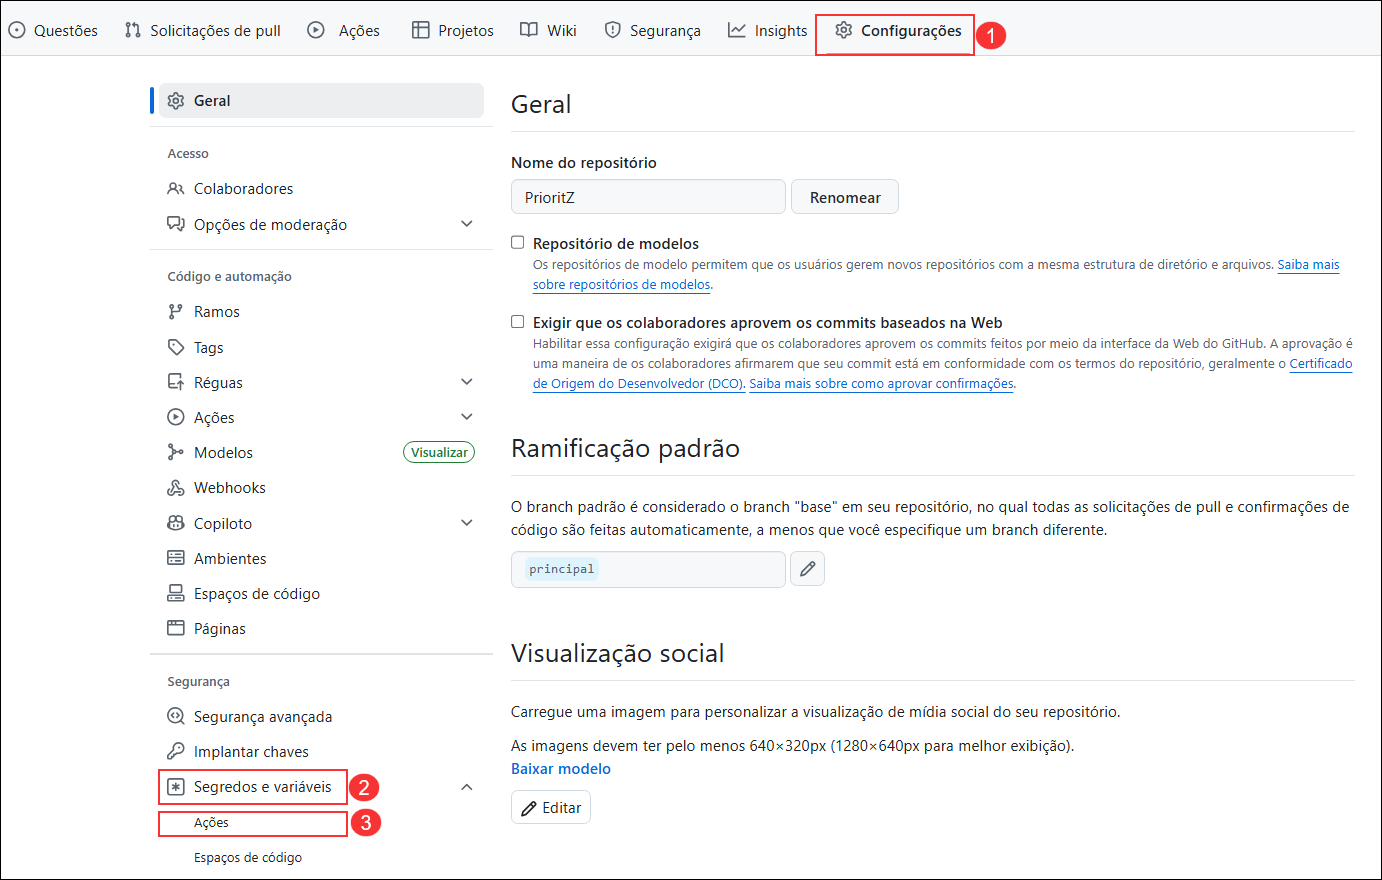 Questões Solicitações de pull Ações Projetos Wiki Segurança Insights Configurações 1
Geral
Acesso
Colaboradores
Opções de moderação
Código e automação
Ramos
Tags
Réguas
Ações
Modelos Visualizar
Webhooks
Copiloto
Ambientes
Espaços de código
Páginas
Segurança
Segurança avançada
Implantar chaves
Segredos e variáveis 2
Ações 3
Espaços de código
Geral
Nome do repositório
PrioritZ Renomear
Repositório de modelos
Os repositórios de modelo permitem que os usuários gerem novos repositórios com a mesma estrutura de diretório e arquivos. Saiba mais
sobre repositórios de modelos.
Exigir que os colaboradores aprovem os commits baseados na Web
Habilitar essa configuração exigirá que os colaboradores aprovem os commits feitos por meio da interface da Web do GitHub. A aprovação é
uma maneira de os colaboradores afirmarem que seu commit está em conformidade com os termos do repositório, geralmente o Certificado
de Origem do Desenvolvedor (DCO). Saiba mais sobre como aprovar confirmações.
Ramificação padrão
O branch padrão é considerado o branch "base" em seu repositório, no qual todas as solicitações de pull e confirmações de
código são feitas automaticamente, a menos que você especifique um branch diferente.
principal
Visualização social
Carregue uma imagem para personalizar a visualização de mídia social do seu repositório.
As imagens devem ter pelo menos 640×320px (1280×640px para melhor exibição).
Baixar modelo
Editar